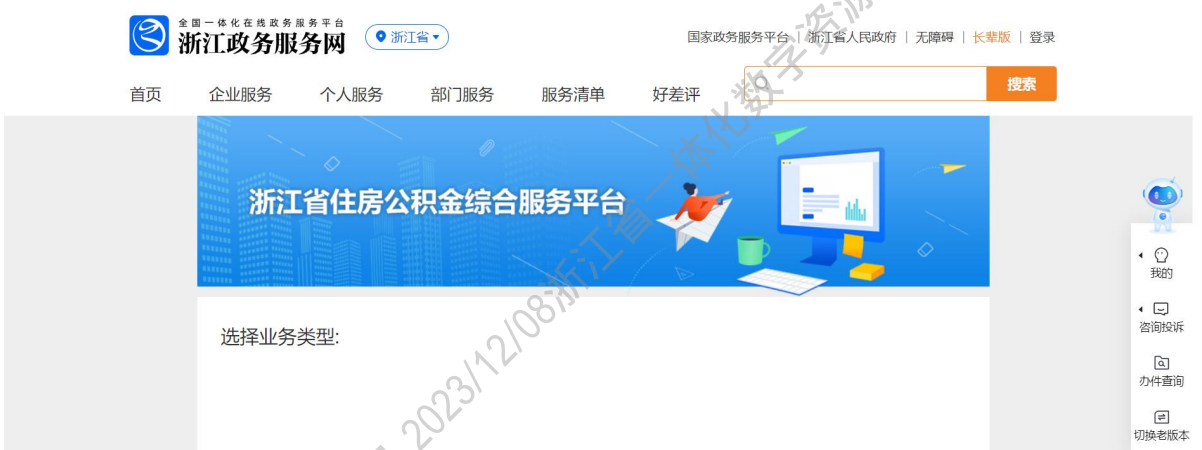 全国一体化在线政务服务平台
浙江政务服务网
浙江省
国家政务服务平台 | 浙江省人民政府 | 无障碍 | 长辈版 | 登录
首页 企业服务 个人服务 部门服务 服务清单 好差评
搜索
浙江省住房公积金综合服务平台
选择业务类型:
我的
咨询投诉
办件查询
切换老版本
2023/12/08浙江省一体化数字资源